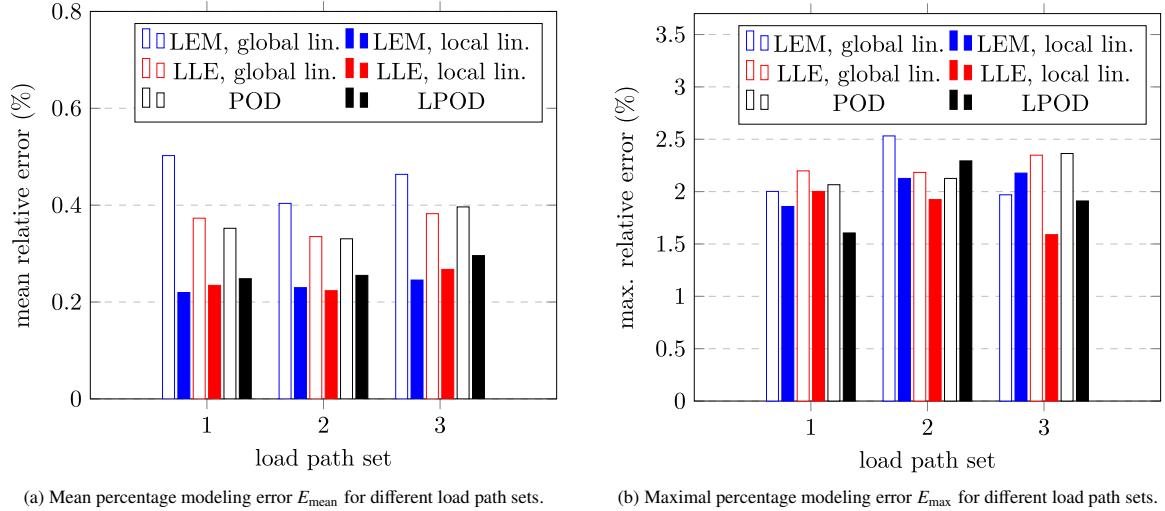 0.8
0.6
0.4
0.2
0
mean relative error (%)
LEM, global lin. LEM, local lin.
LLE, global lin. LLE, local lin.
POD LPOD
1 2 3
load path set
(a) Mean percentage modeling error Emean for different load path sets.
3.5
3
2.5
2
1.5
1
0.5
0
max. relative error (%)
LEM, global lin. LEM, local lin.
LLE, global lin. LLE, local lin.
POD LPOD
1 2 3
load path set
(b) Maximal percentage modeling error Emax for different load path sets.